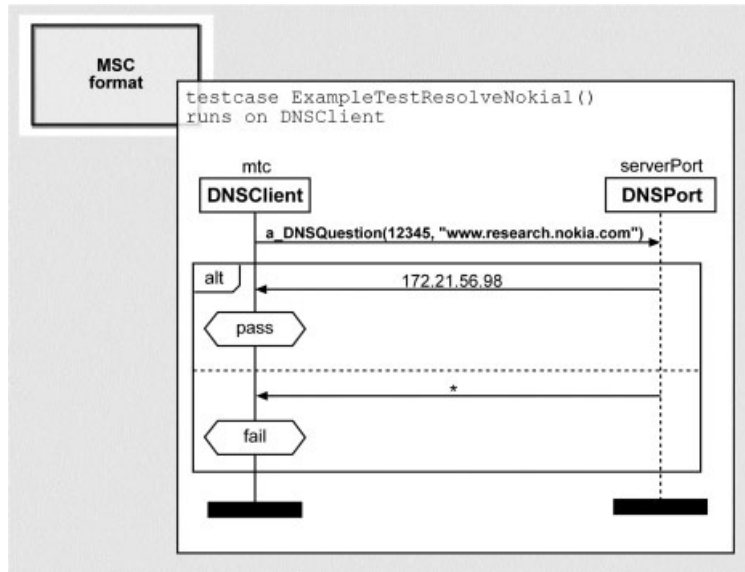 MSC
format
testcase ExampleTestResolveNokia1()
runs on DNSClient
mtc
serverPort
DNSClient
DNSPort
a_DNSQuestion(12345, "www.research.nokia.com")
alt
172.21.56.98
pass
*
fail